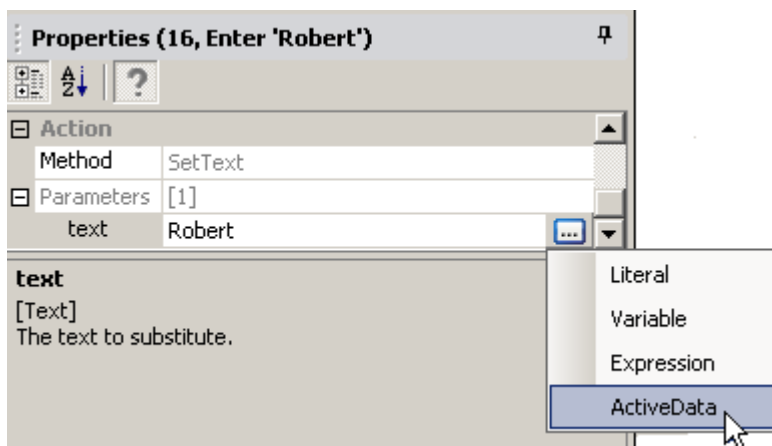 Properties (16, Enter 'Robert')
A
Z
?
Action
Method SetText
Parameters [1]
text Robert ...
text
[Text]
The text to substitute.
Literal
Variable
Expression
ActiveData